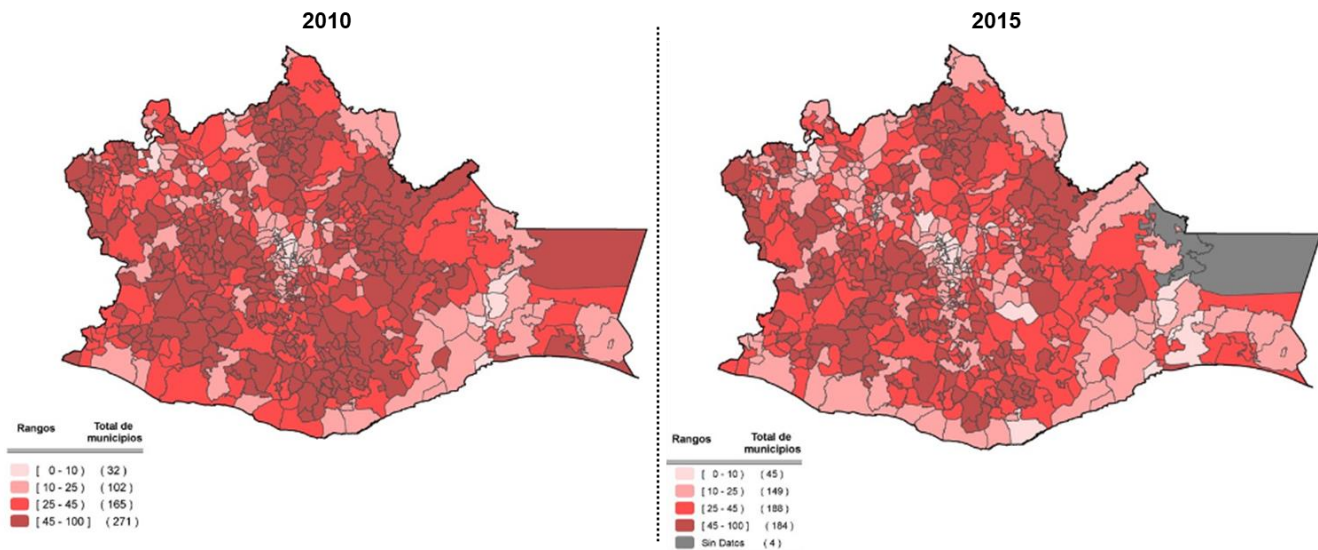 2010
2015
Rangos Total de
municipios
[ 0 - 10 ) ( 32 )
[ 10 - 25 ) ( 102 )
[ 25 - 45 ) ( 165 )
[ 45 - 100 ] ( 271 )
Rangos Total de
municipios
[ 0 - 10 ) ( 45 )
[ 10 - 25 ) ( 149 )
[ 25 - 45 ) ( 188 )
[ 45 - 100 ] ( 184 )
Sin Datos ( 4 )